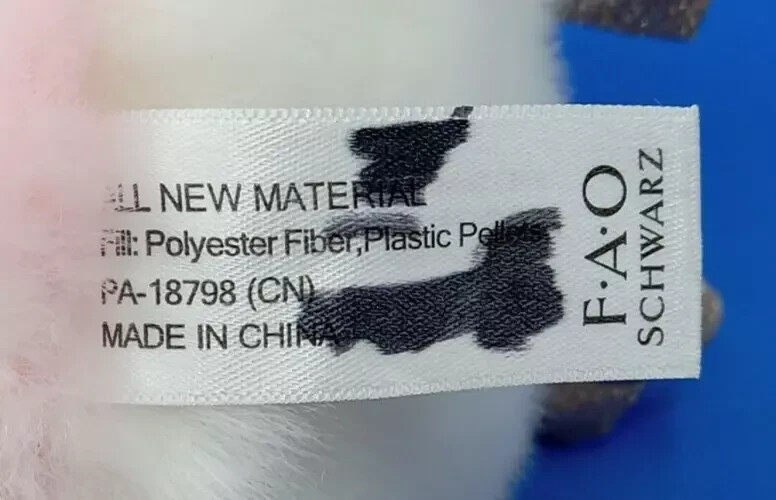 ALL NEW MATERIAL
Fill: Polyester Fiber,Plastic Pellets
PA-18798 (CN)
MADE IN CHINA
F·A·O
SCHWARZ